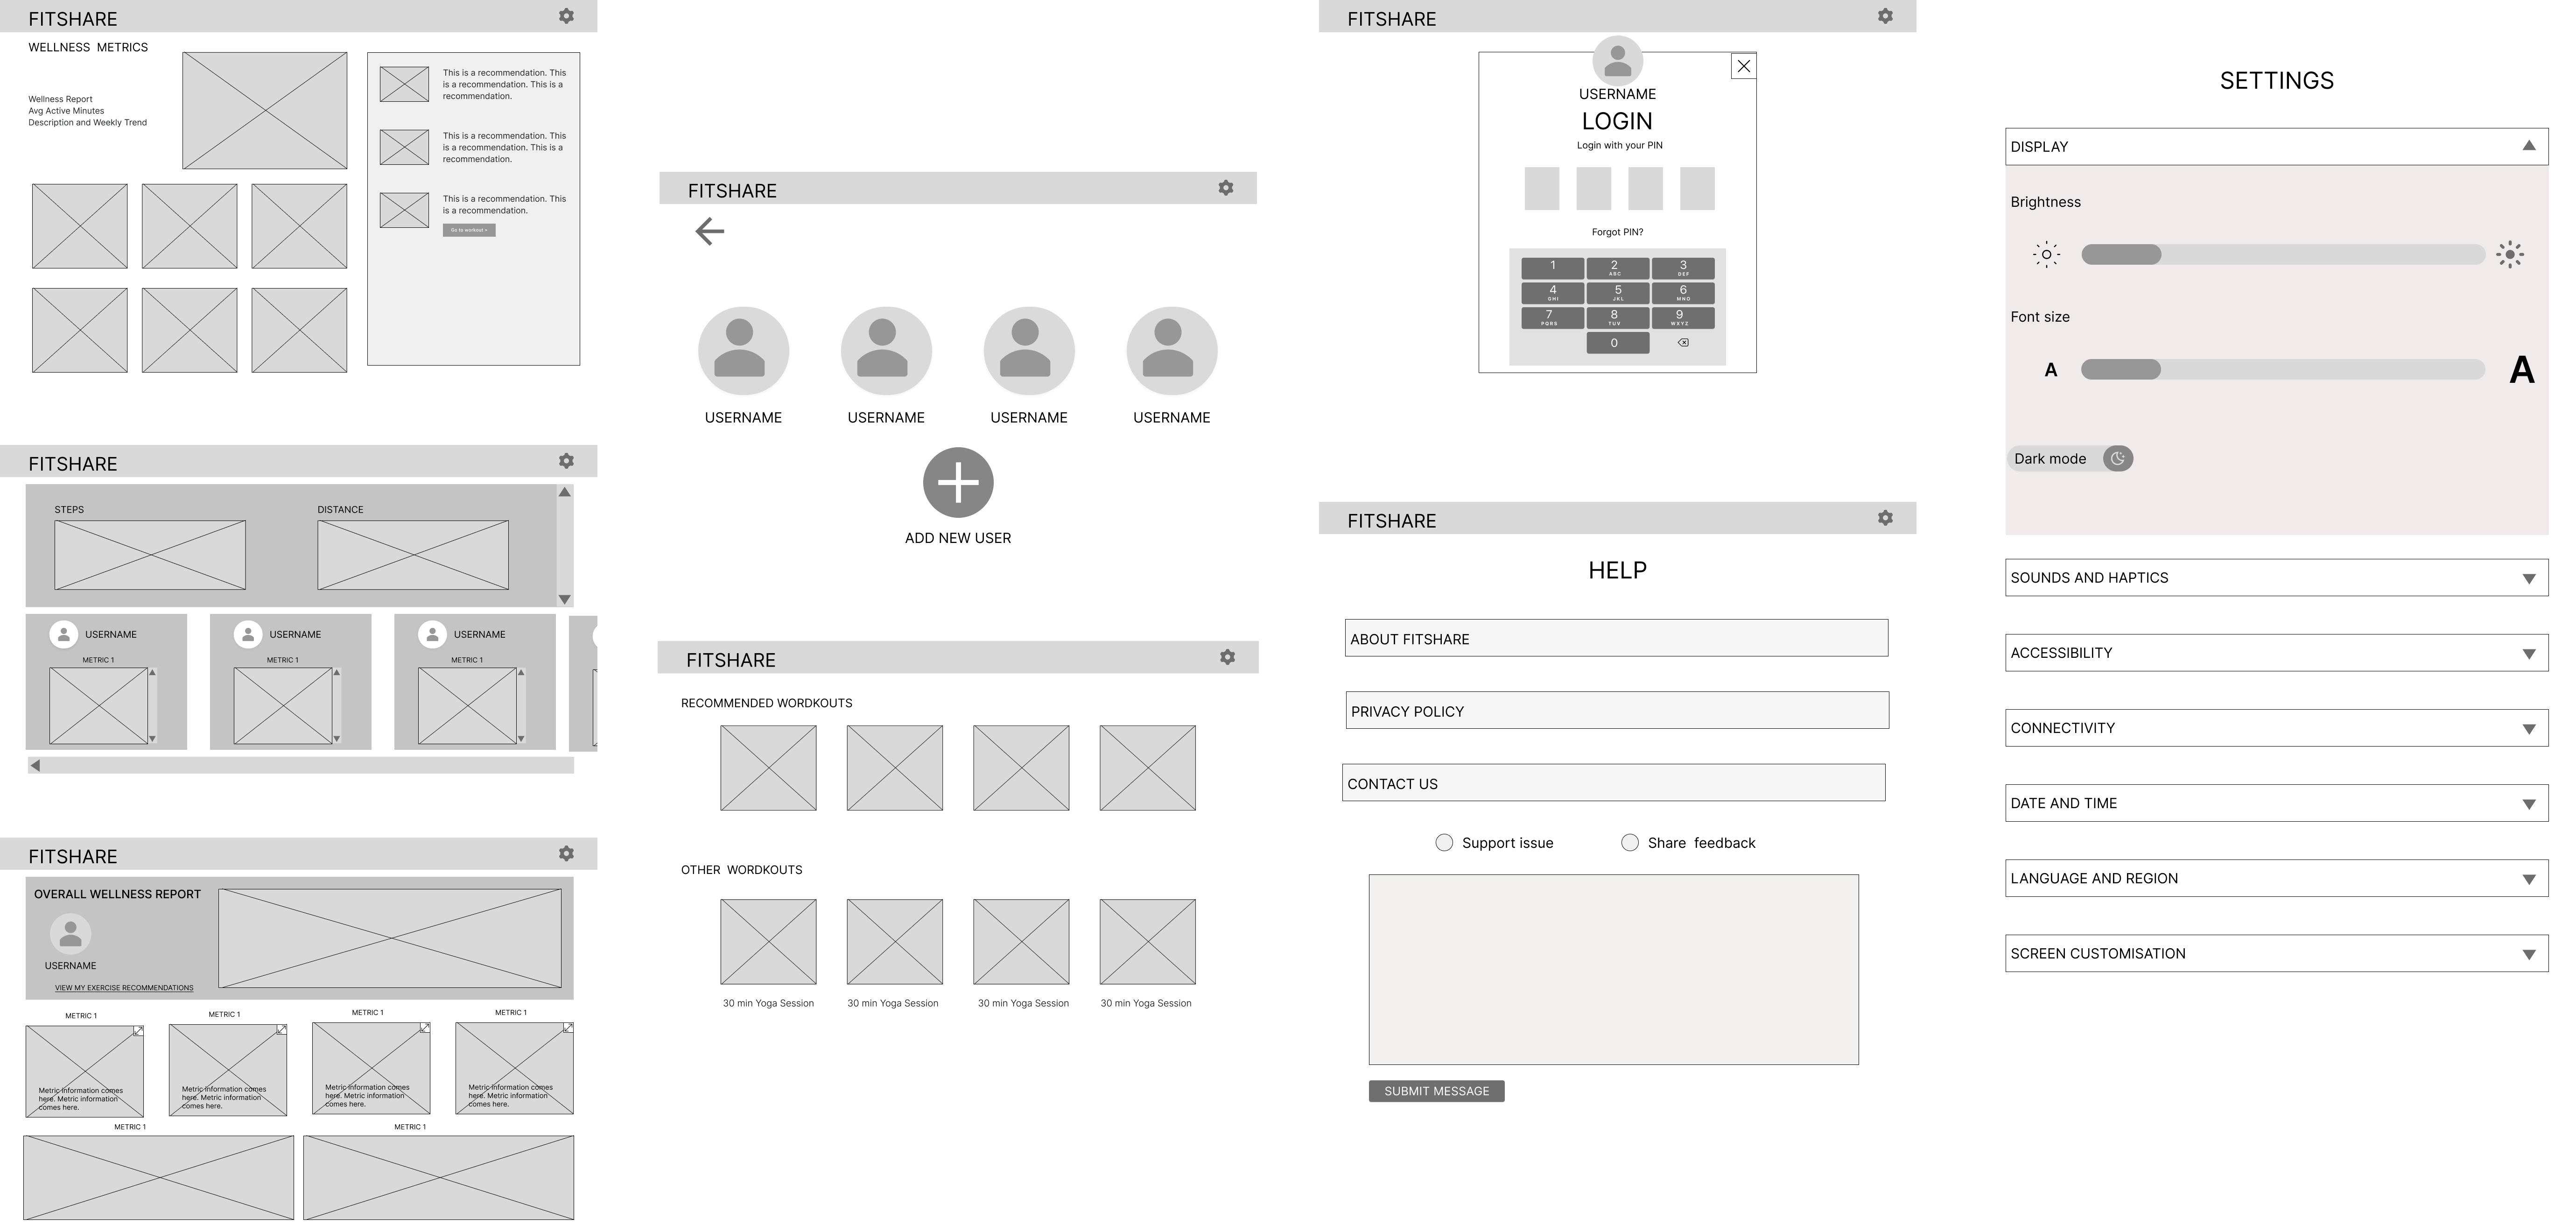 FITSHARE
WELLNESS  METRICS
Wellness Report
Avg Active Minutes
Description and Weekly Trend
This is a recommendation. This
is a recommendation. This is a
recommendation.
This is a recommendation. This
is a recommendation. This is a
recommendation.
This is a recommendation. This
is a recommendation.
Go to workout >
FITSHARE
STEPS
DISTANCE
USERNAME
METRIC 1
USERNAME
METRIC 1
USERNAME
METRIC 1
FITSHARE
OVERALL WELLNESS REPORT
USERNAME
VIEW MY EXERCISE RECOMMENDATIONS
METRIC 1
METRIC 1
METRIC 1
METRIC 1
Metric information comes
here. Metric information
comes here.
Metric information comes
here. Metric information
comes here.
Metric information comes
here. Metric information
comes here.
Metric information comes
here. Metric information
comes here.
METRIC 1
METRIC 1
FITSHARE
USERNAME
USERNAME
USERNAME
USERNAME
ADD NEW USER
FITSHARE
RECOMMENDED WORDKOUTS
OTHER  WORDKOUTS
30 min Yoga Session
30 min Yoga Session
30 min Yoga Session
30 min Yoga Session
FITSHARE
USERNAME
LOGIN
Login with your PIN
Forgot PIN?
1
2
ABC
3
DEF
4
GHI
5
JKL
6
MNO
7
PQRS
8
TUV
9
WXYZ
0
FITSHARE
HELP
ABOUT FITSHARE
PRIVACY POLICY
CONTACT US
Support issue
Share  feedback
SUBMIT MESSAGE
SETTINGS
DISPLAY
Brightness
Font size
A
A
Dark mode
SOUNDS AND HAPTICS
ACCESSIBILITY
CONNECTIVITY
DATE AND TIME
LANGUAGE AND REGION
SCREEN CUSTOMISATION